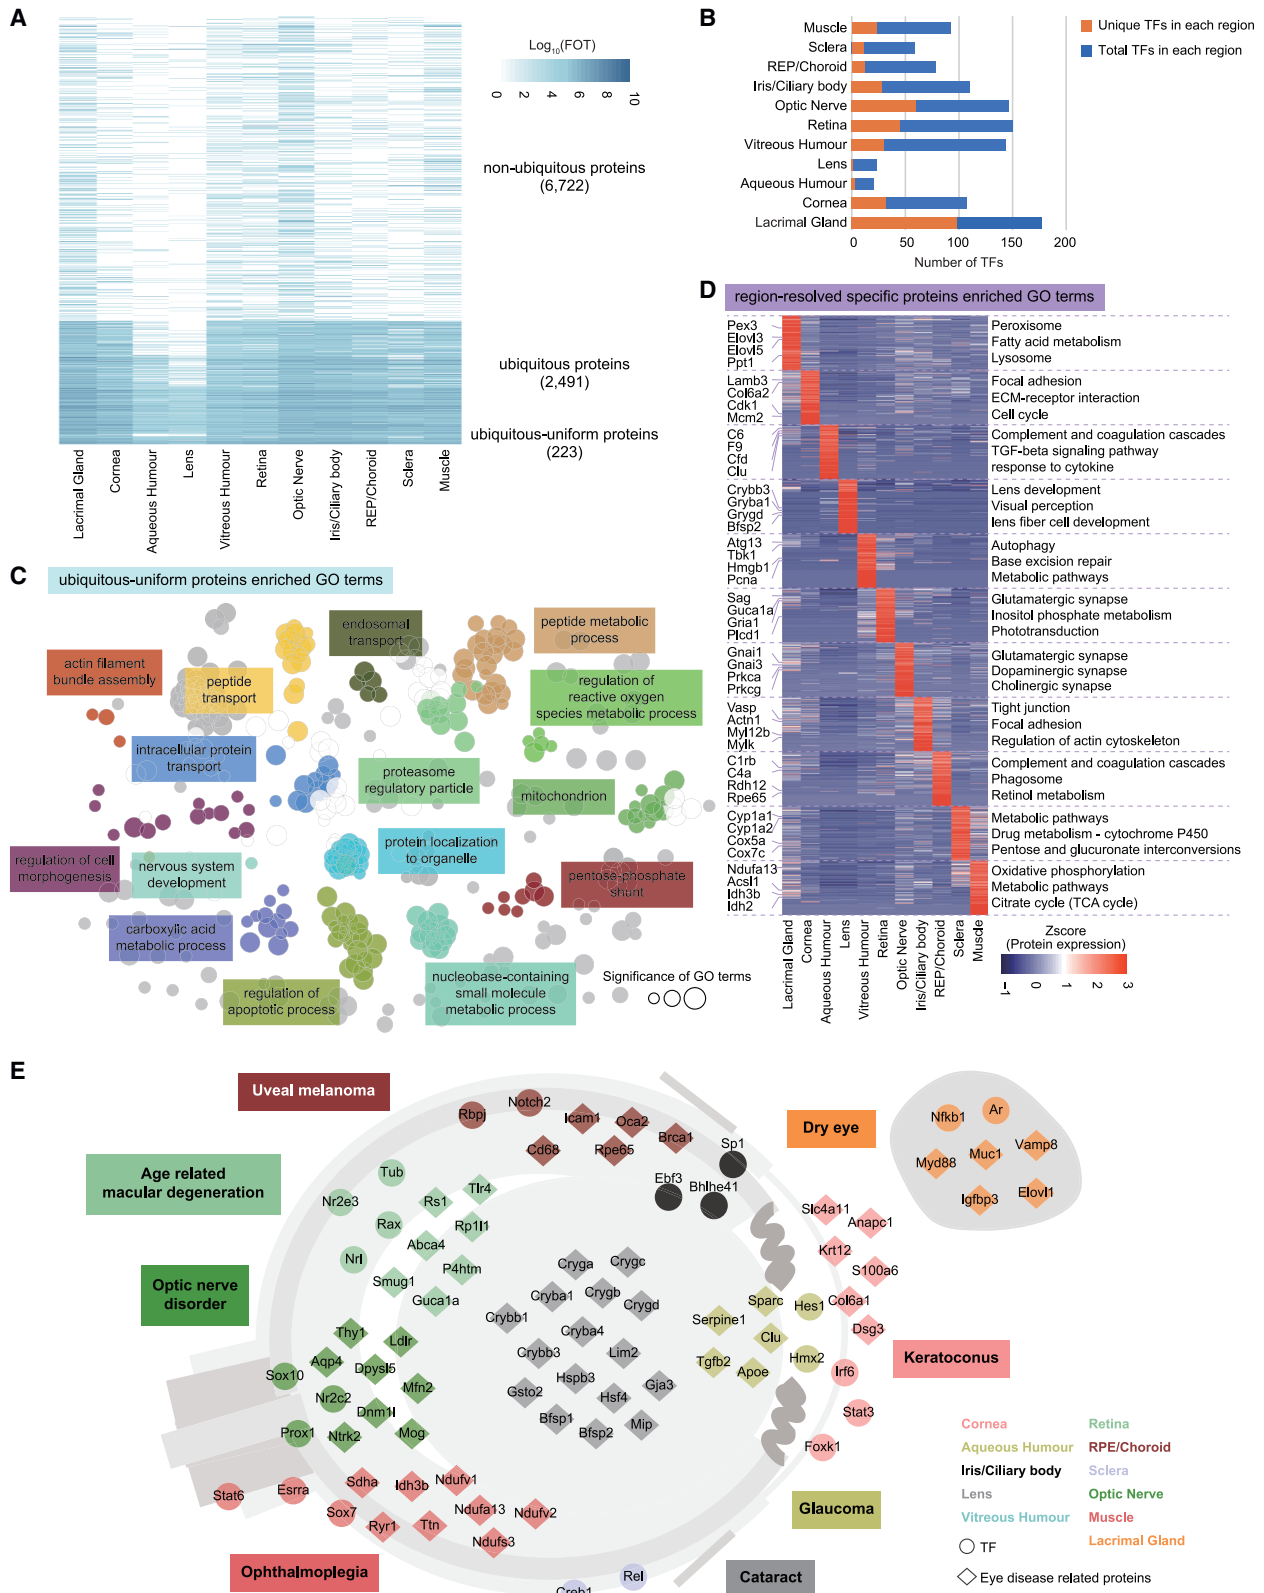 A
Log10(FOT)
0
2
4
6
8
10
non-ubiquitous proteins
(6,722)
ubiquitous proteins
(2,491)
ubiquitous-uniform proteins
(223)
Lacrimal Gland
Cornea
Aqueous Humour
Lens
Vitreous Humour
Retina
Optic Nerve
Iris/Ciliary body
REP/Choroid
Sclera
Muscle
B
Unique TFs in each region
Total TFs in each region
Muscle
Sclera
REP/Choroid
Iris/Ciliary body
Optic Nerve
Retina
Vitreous Humour
Lens
Aqueous Humour
Cornea
Lacrimal Gland
0 50 100 150 200
Number of TFs
C
ubiquitous-uniform proteins enriched GO terms
endosomal
transport
peptide metabolic
process
actin filament
bundle assembly
peptide
transport
regulation of
reactive oxygen
species metabolic process
intracellular protein
transport
proteasome
regulatory particle
mitochondrion
regulation of cell
morphogenesis
nervous system
development
protein localization
to organelle
pentose-phosphate
shunt
carboxylic acid
metabolic process
regulation of
apoptotic process
nucleobase-containing
small molecule
metabolic process
Significance of GO terms
D
region-resolved specific proteins enriched GO terms
Pex3
Elovl3
Elovl5
Ppt1
Peroxisome
Fatty acid metabolism
Lysosome
Lamb3
Col6a2
Cdk1
Mcm2
Focal adhesion
ECM-receptor interaction
Cell cycle
C6
F9
Cfd
Clu
Complement and coagulation cascades
TGF-beta signaling pathway
response to cytokine
Crybb3
Gryba1
Grygd
Bfsp2
Lens development
Visual perception
lens fiber cell development
Atg13
Tbk1
Hmgb1
Pcna
Autophagy
Base excision repair
Metabolic pathways
Sag
Guca1a
Gria1
Plcd1
Glutamatergic synapse
Inositol phosphate metabolism
Phototransduction
Gnai1
Gnai3
Prkca
Prkcg
Glutamatergic synapse
Dopaminergic synapse
Cholinergic synapse
Vasp
Actn1
Myl12b
Mylk
Tight junction
Focal adhesion
Regulation of actin cytoskeleton
C1rb
C4a
Rdh12
Rpe65
Complement and coagulation cascades
Phagosome
Retinol metabolism
Cyp1a1
Cyp1a2
Cox5a
Cox7c
Metabolic pathways
Drug metabolism - cytochrome P450
Pentose and glucuronate interconversions
Ndufa13
Acsl1
Idh3b
Idh2
Oxidative phosphorylation
Metabolic pathways
Citrate cycle (TCA cycle)
Lacrimal Gland
Cornea
Aqueous Humour
Lens
Vitreous Humour
Retina
Optic Nerve
Iris/Ciliary body
REP/Choroid
Sclera
Muscle
Zscore
(Protein expression)
−1
0
1
2
3
E
Uveal melanoma
Rbpj
Notch2
Icam1
Oca2
Brca1
Cd68
Rpe65
Sp1
Ebf3
Bhlhe41
Dry eye
Nfkb1
Ar
Myd88
Muc1
Vamp8
Igfbp3
Elovl1
Age related
macular degeneration
Tub
Nr2e3
Rs1
Tlr4
Rax
Rp1l1
Abca4
Nrl
P4htm
Smug1
Guca1a
Slc4a11
Anapc1
Krt12
S100a6
Col6a1
Dsg3
Irf6
Stat3
Foxk1
Keratoconus
Optic nerve
disorder
Thy1
Ldlr
Aqp4
Dpysl5
Sox10
Mfn2
Nr2c2
Dnm1l
Prox1
Ntrk2
Mog
Cryga
Crygc
Cryba1
Crygb
Crygd
Crybb1
Cryba4
Crybb3
Lim2
Hspb3
Gsto2
Hsf4
Gja3
Bfsp1
Bfsp2
Mip
Sparc
Hes1
Serpine1
Clu
Tgfb2
Apoe
Hmx2
Glaucoma
Stat6
Esrra
Sdha
Idh3b
Ndufv1
Sox7
Ryr1
Ttn
Ndufa13
Ndufv2
Ndufs3
Ophthalmoplegia
Creb1
Rel
Cataract
Cornea
Aqueous Humour
Iris/Ciliary body
Lens
Vitreous Humour
Retina
RPE/Choroid
Sclera
Optic Nerve
Muscle
Lacrimal Gland
TF
Eye disease related proteins